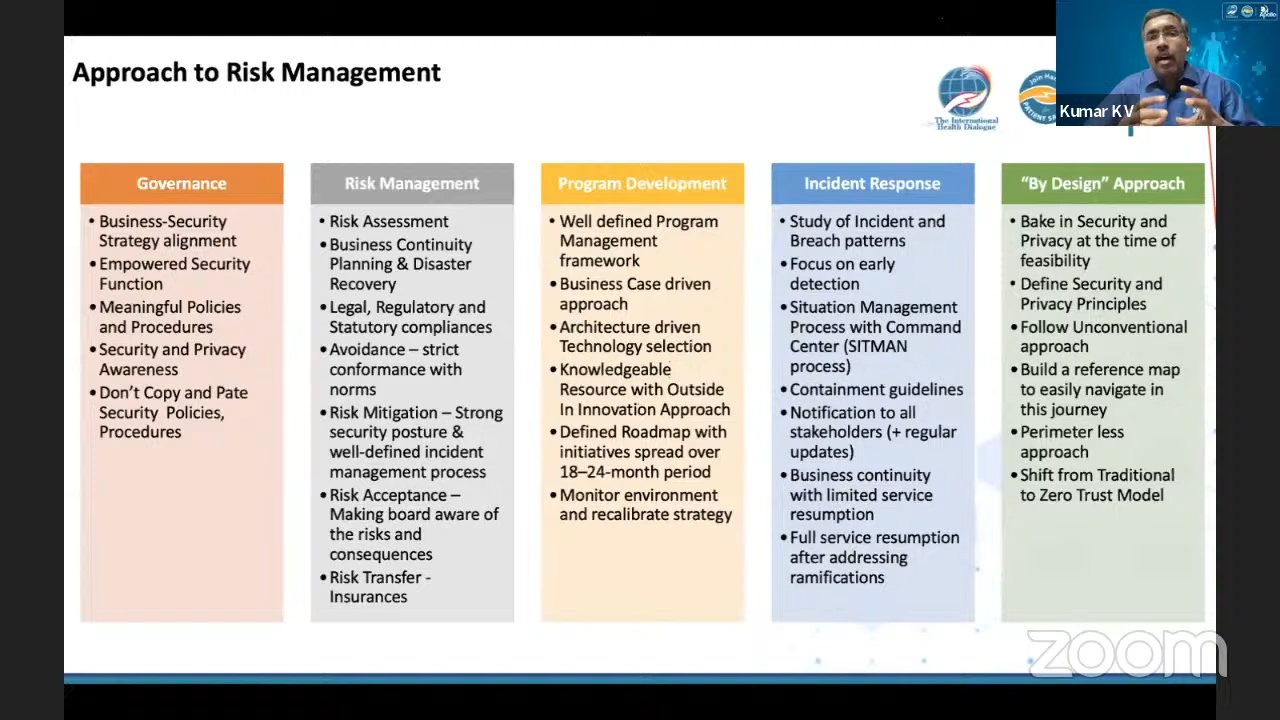 Approach to Risk Management
The International
Health Dialogue
Kumar K V
Governance
• Business-Security
Strategy alignment
• Empowered Security
Function
• Meaningful Policies
and Procedures
• Security and Privacy
Awareness
• Don't Copy and Pate
Security Policies,
Procedures
Risk Management
• Risk Assessment
• Business Continuity
Planning & Disaster
Recovery
• Legal, Regulatory and
Statutory compliances
• Avoidance – strict
conformance with
norms
• Risk Mitigation – Strong
security posture &
well-defined incident
management process
• Risk Acceptance –
Making board aware of
the risks and
consequences
• Risk Transfer -
Insurances
Program Development
• Well defined Program
Management
framework
• Business Case driven
approach
• Architecture driven
Technology selection
• Knowledgeable
Resource with Outside
In Innovation Approach
• Defined Roadmap with
initiatives spread over
18–24-month period
• Monitor environment
and recalibrate strategy
Incident Response
• Study of Incident and
Breach patterns
• Focus on early
detection
• Situation Management
Process with Command
Center (SITMAN
process)
• Containment guidelines
• Notification to all
stakeholders (+ regular
updates)
• Business continuity
with limited service
resumption
• Full service resumption
after addressing
ramifications
"By Design" Approach
• Bake in Security and
Privacy at the time of
feasibility
• Define Security and
Privacy Principles
• Follow Unconventional
approach
• Build a reference map
to easily navigate in
this journey
• Perimeter less
approach
• Shift from Traditional
to Zero Trust Model
zoom